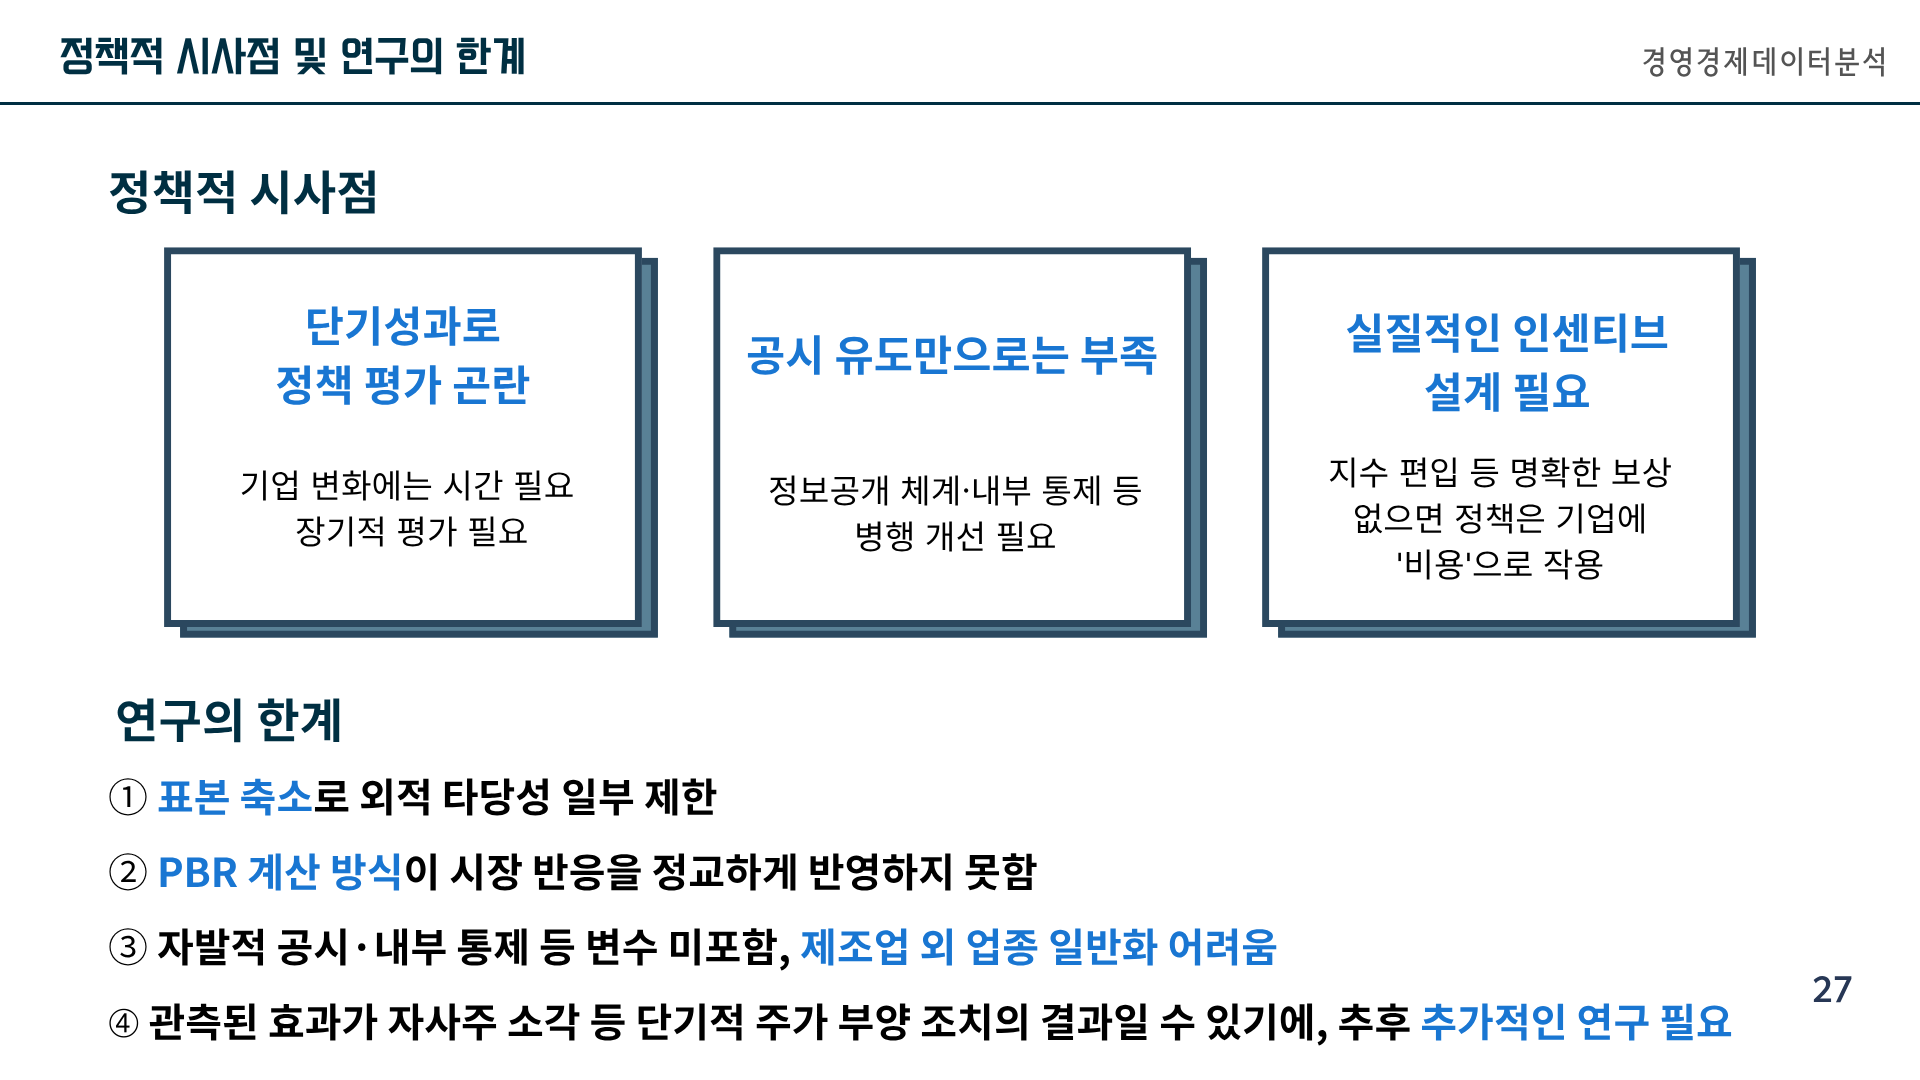 정책적 시사점 및 연구의 한계
경영경제데이터분석
정책적 시사점
단기성과로
정책 평가 곤란
기업 변화에는 시간 필요
장기적 평가 필요
공시 유도만으로는 부족
정보공개 체계·내부 통제 등
병행 개선 필요
실질적인 인센티브
설계 필요
지수 편입 등 명확한 보상
없으면 정책은 기업에
'비용'으로 작용
연구의 한계
① 표본 축소로 외적 타당성 일부 제한
② PBR 계산 방식이 시장 반응을 정교하게 반영하지 못함
③ 자발적 공시·내부 통제 등 변수 미포함, 제조업 외 업종 일반화 어려움
④ 관측된 효과가 자사주 소각 등 단기적 주가 부양 조치의 결과일 수 있기에, 추후 추가적인 연구 필요
27